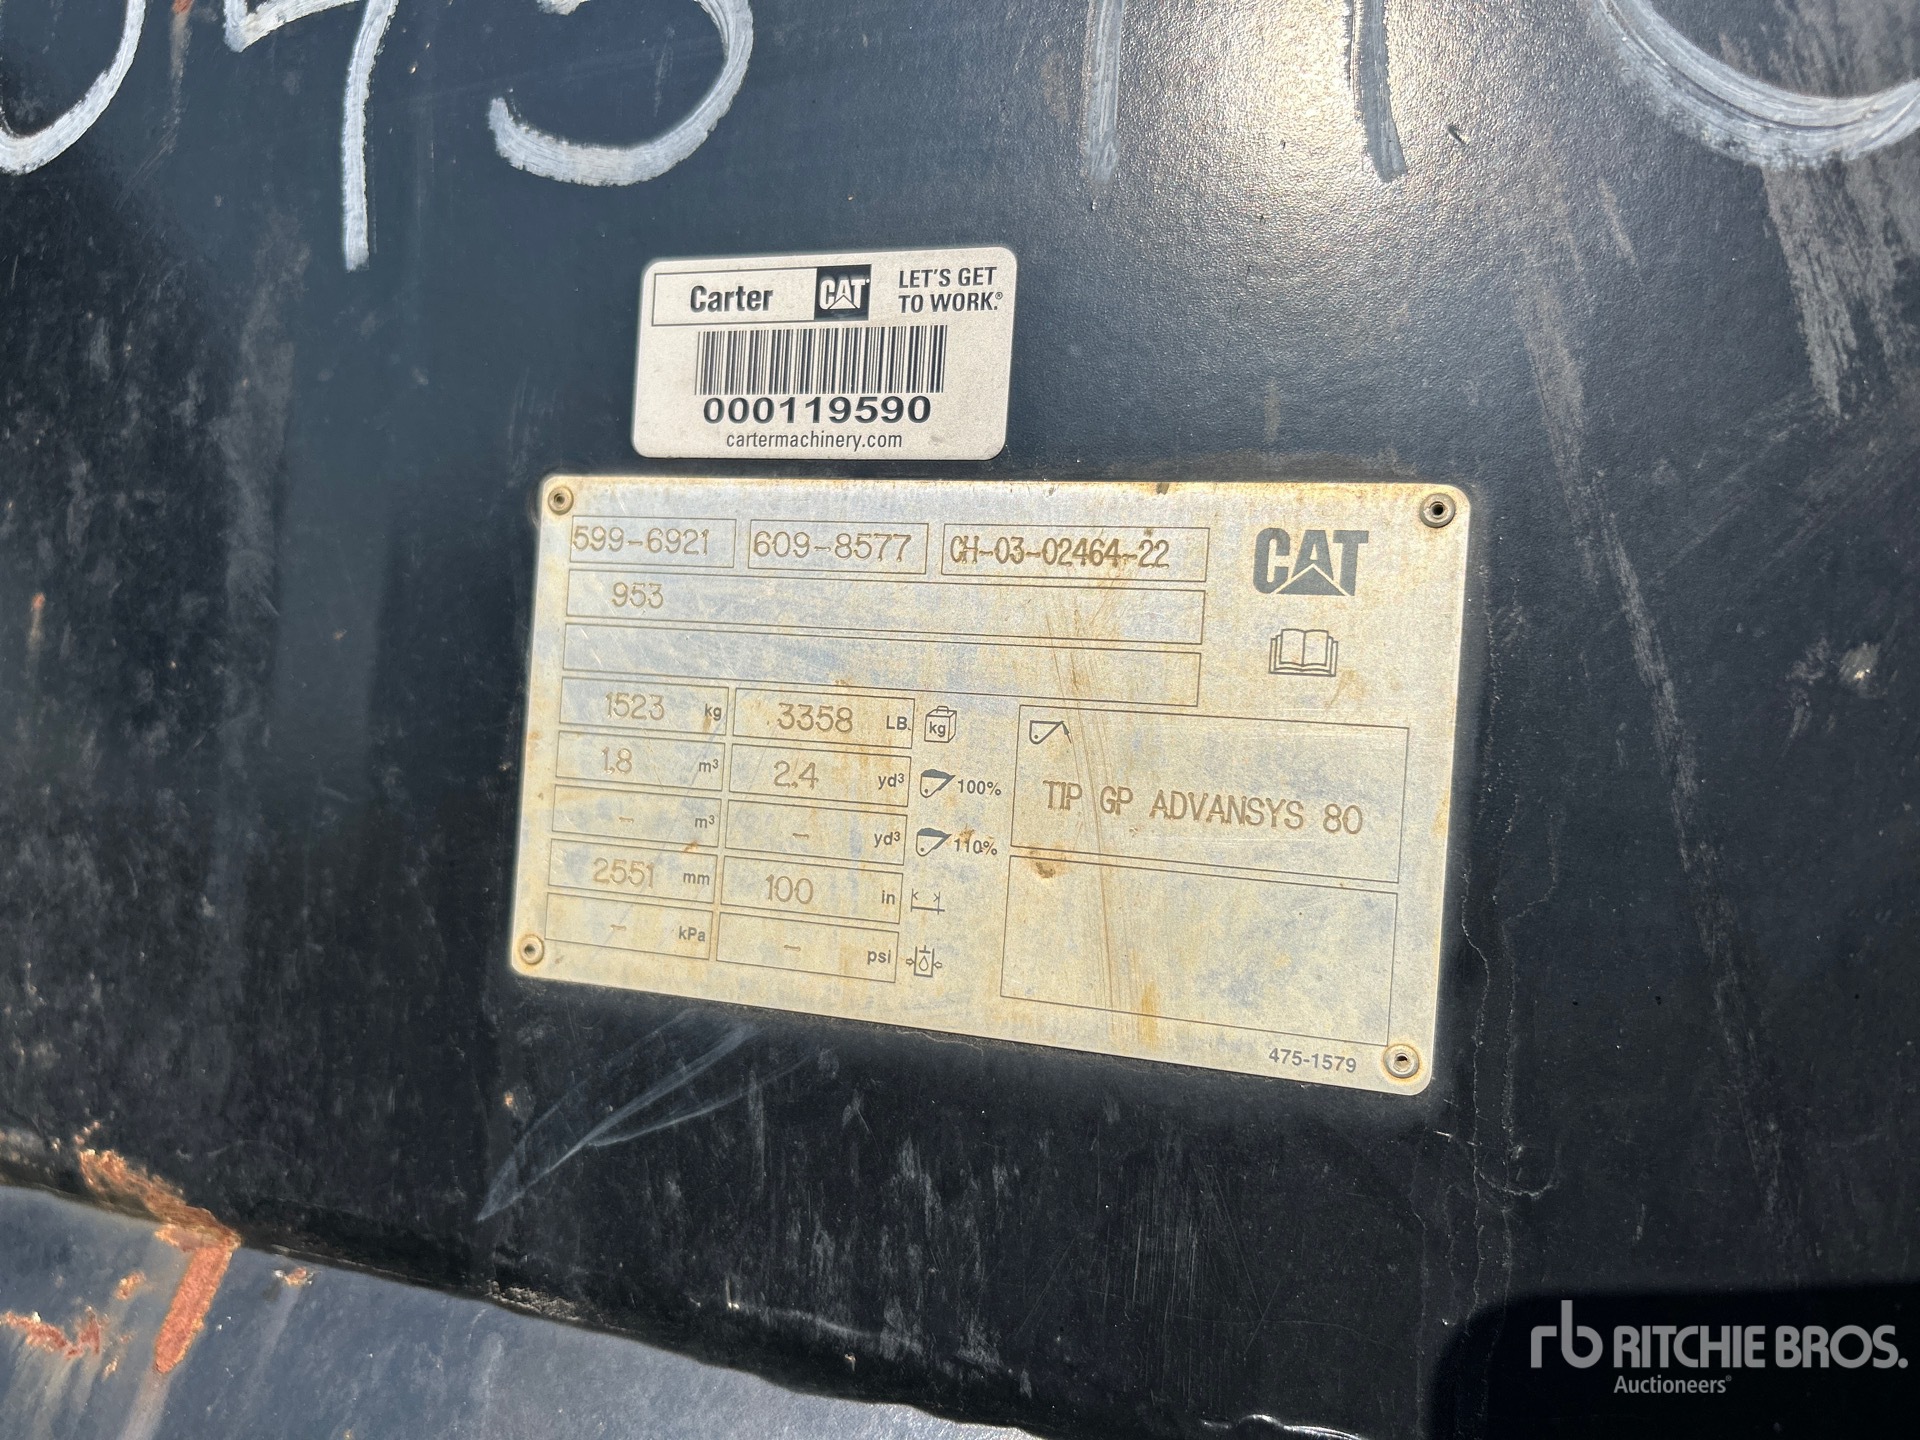 Carter CAT LET'S GET
TO WORK.®
000119590
cartermachinery.com
599-6921 609-8577 CH-03-02464-22 CAT
953
1523 kg 3358 LB. kg
1.8 m³ 2.4 yd³ 100%
- m³ - yd³ 110%
2551 mm 100 in
- kPa - psi
TIP GP ADVANSYS 80
475-1579
rb RITCHIE BROS.
Auctioneers®